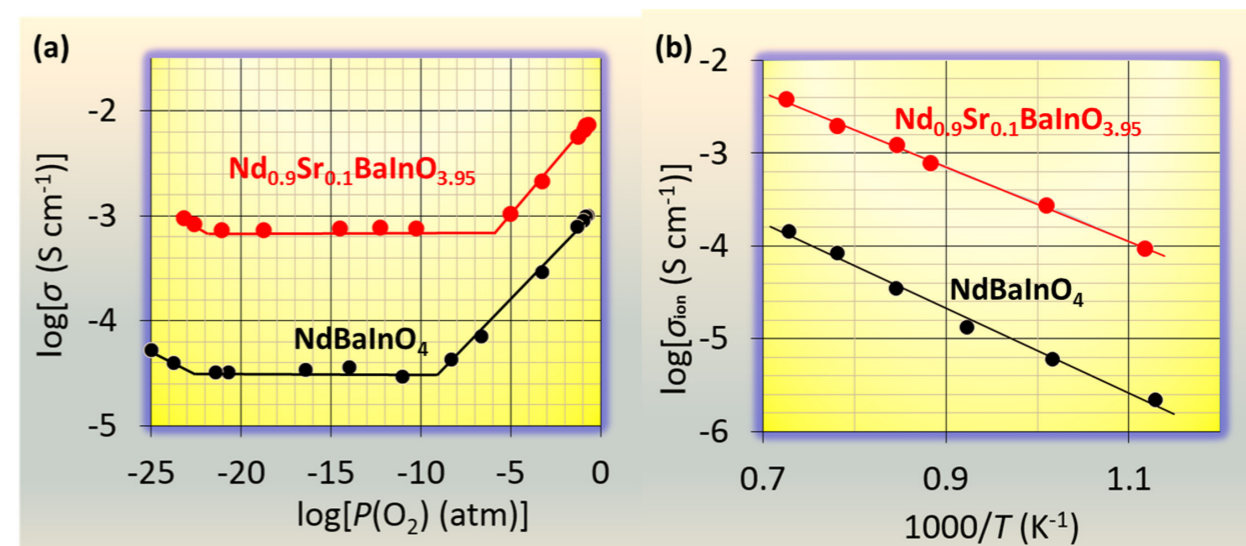 (a)
log[σ (S cm⁻¹)]
-2
-3
-4
-5
Nd₀.₉Sr₀.₁BaInO₃.₉₅
NdBaInO₄
-25 -20 -15 -10 -5 0
log[P(O₂) (atm)]
(b)
log[σᵢₒₙ (S cm⁻¹)]
-2
-3
-4
-5
-6
Nd₀.₉Sr₀.₁BaInO₃.₉₅
NdBaInO₄
0.7 0.9 1.1
1000/T (K⁻¹)